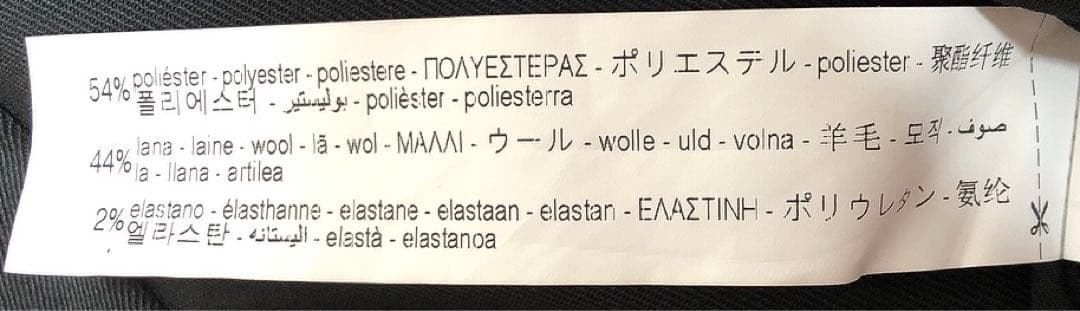 54% poliéster - polyester - poliestere - ΠΟΛΥΕΣΤΕΡΑΣ - ポリエステル - poliester - 聚酯纤维
폴리에스터 - بوليستير - polièster - poliesterra
44% lana - laine - wool - lã - wol - ΜΑΛΛΙ - ウール - wolle - uld - volna - 羊毛 - 모직 - صوف
la - llana - artilea
2% elastano - élasthanne - elastane - elastaan - elastan - ΕΛΑΣΤΙΝΗ - ポリウレタン - 氨纶
엘라스탄 - اليستانه - elastà - elastanoa